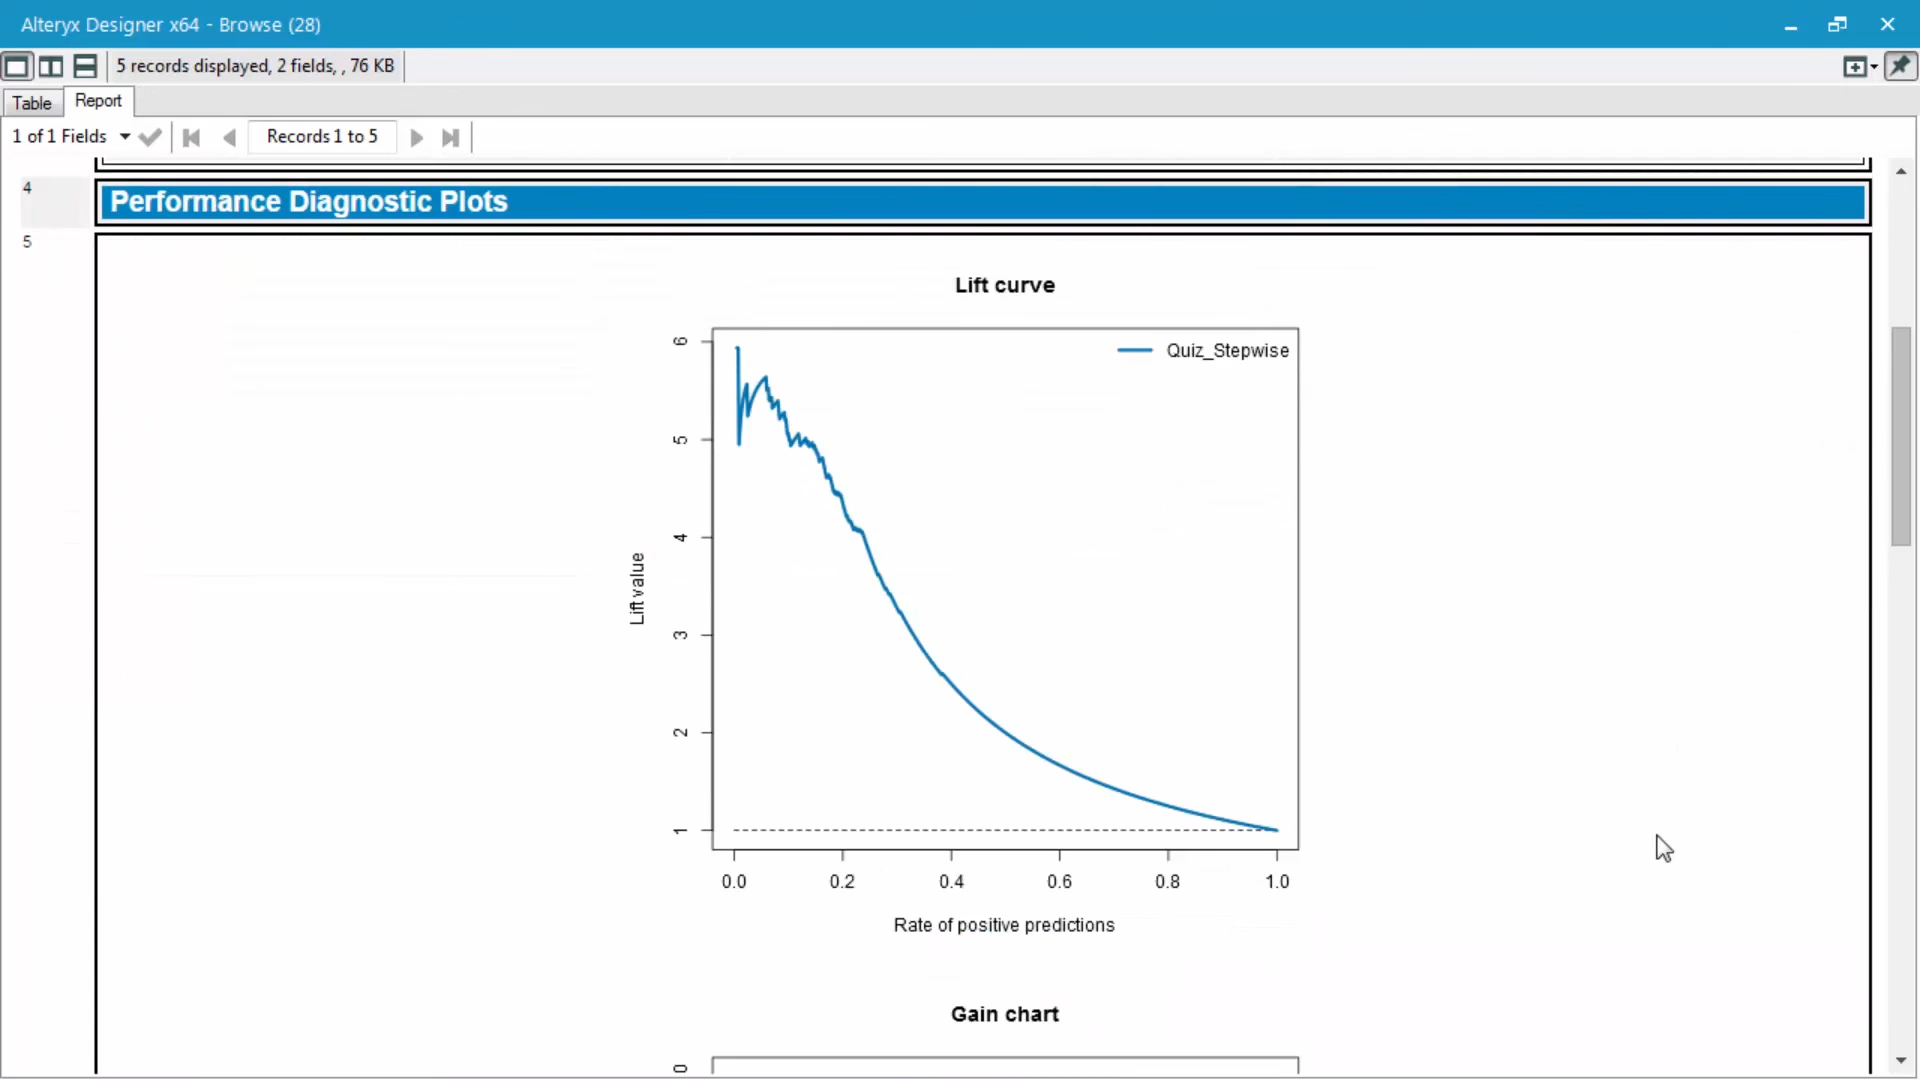 Alteryx Designer x64 - Browse (28)
5 records displayed, 2 fields, , 76 KB
Table
Report
1 of 1 Fields
Records 1 to 5
4
Performance Diagnostic Plots
5
Lift curve
Quiz_Stepwise
6
5
4
3
2
1
Lift value
0.0 0.2 0.4 0.6 0.8 1.0
Rate of positive predictions
Gain chart